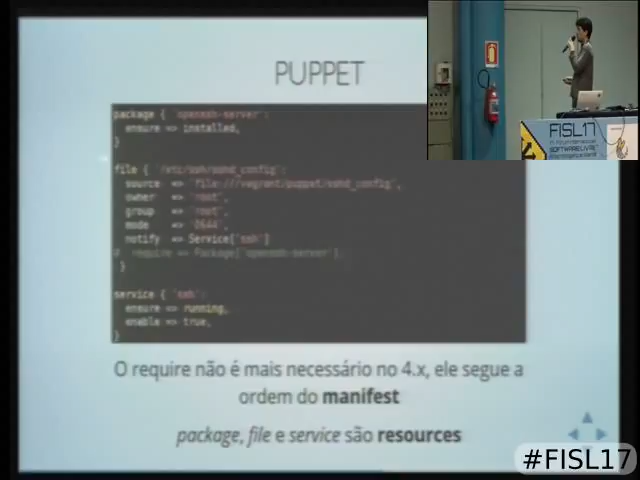 PUPPET
package { 'openssh-server':
ensure => installed,
}
file { '/etc/ssh/sshd_config':
source => 'file:///vagrant/puppet/sshd_config',
owner => 'root',
group => 'root',
mode => '0644',
notify => Service['ssh']
# require => Package['openssh-server'],
}
service { 'ssh':
ensure => running,
enable => true,
}
O require não é mais necessário no 4.x, ele segue a
ordem do manifest
package, file e service são resources
FISL17
SOFTWARE LIVRE
#FISL17